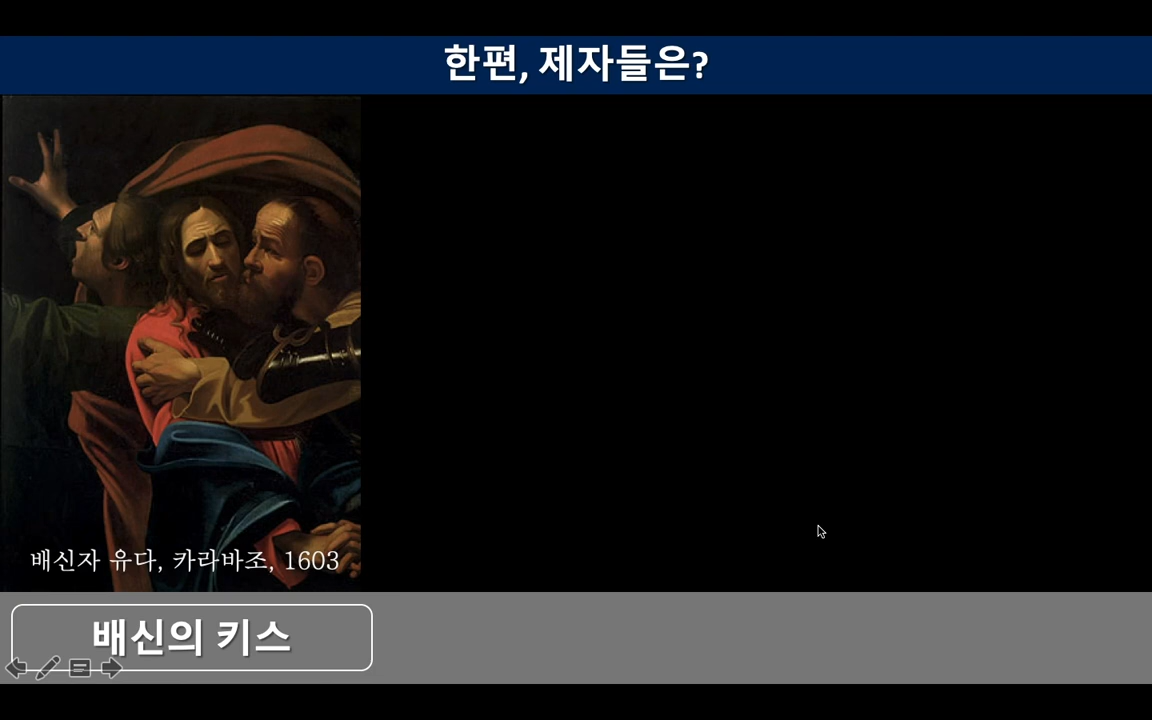 한편, 제자들은?
배신자 유다, 카라바조, 1603
배신의 키스